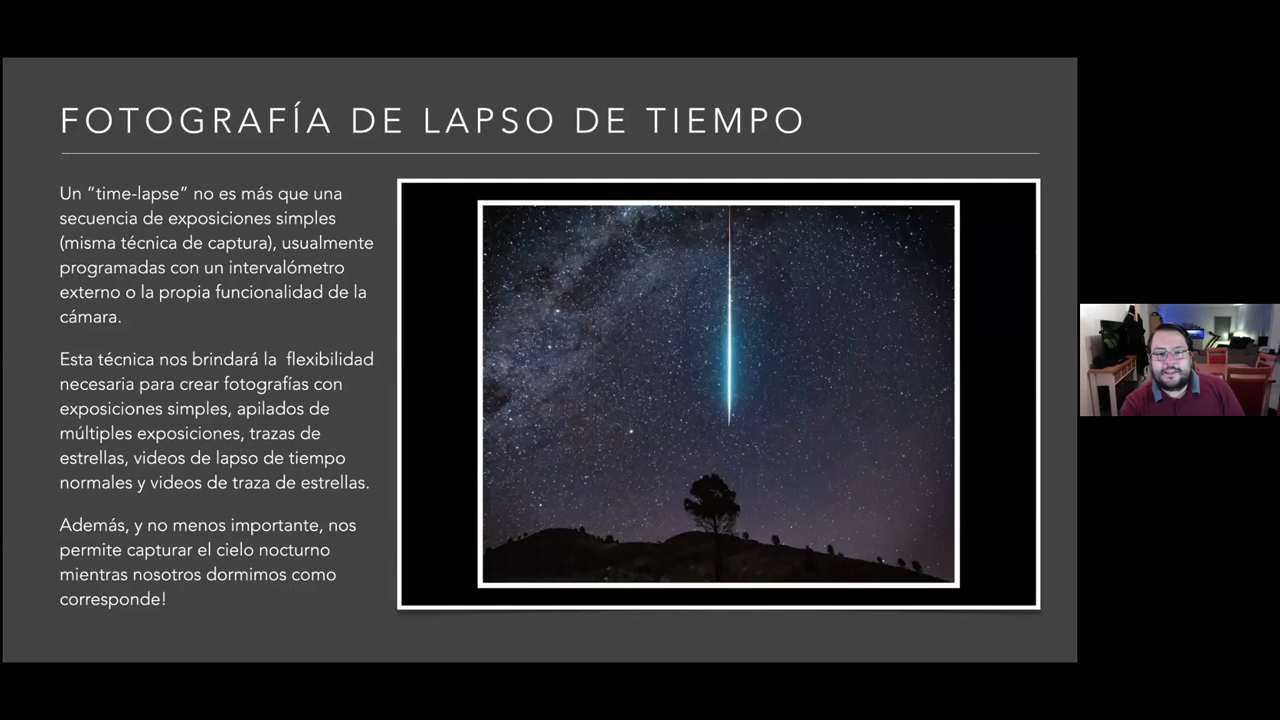 FOTOGRAFÍA DE LAPSO DE TIEMPO
Un “time-lapse” no es más que una
secuencia de exposiciones simples
(misma técnica de captura), usualmente
programadas con un intervalómetro
externo o la propia funcionalidad de la
cámara.
Esta técnica nos brindará la  flexibilidad
necesaria para crear fotografías con
exposiciones simples, apilados de
múltiples exposiciones, trazas de
estrellas, videos de lapso de tiempo
normales y videos de traza de estrellas.
Además, y no menos importante, nos
permite capturar el cielo nocturno
mientras nosotros dormimos como
corresponde!